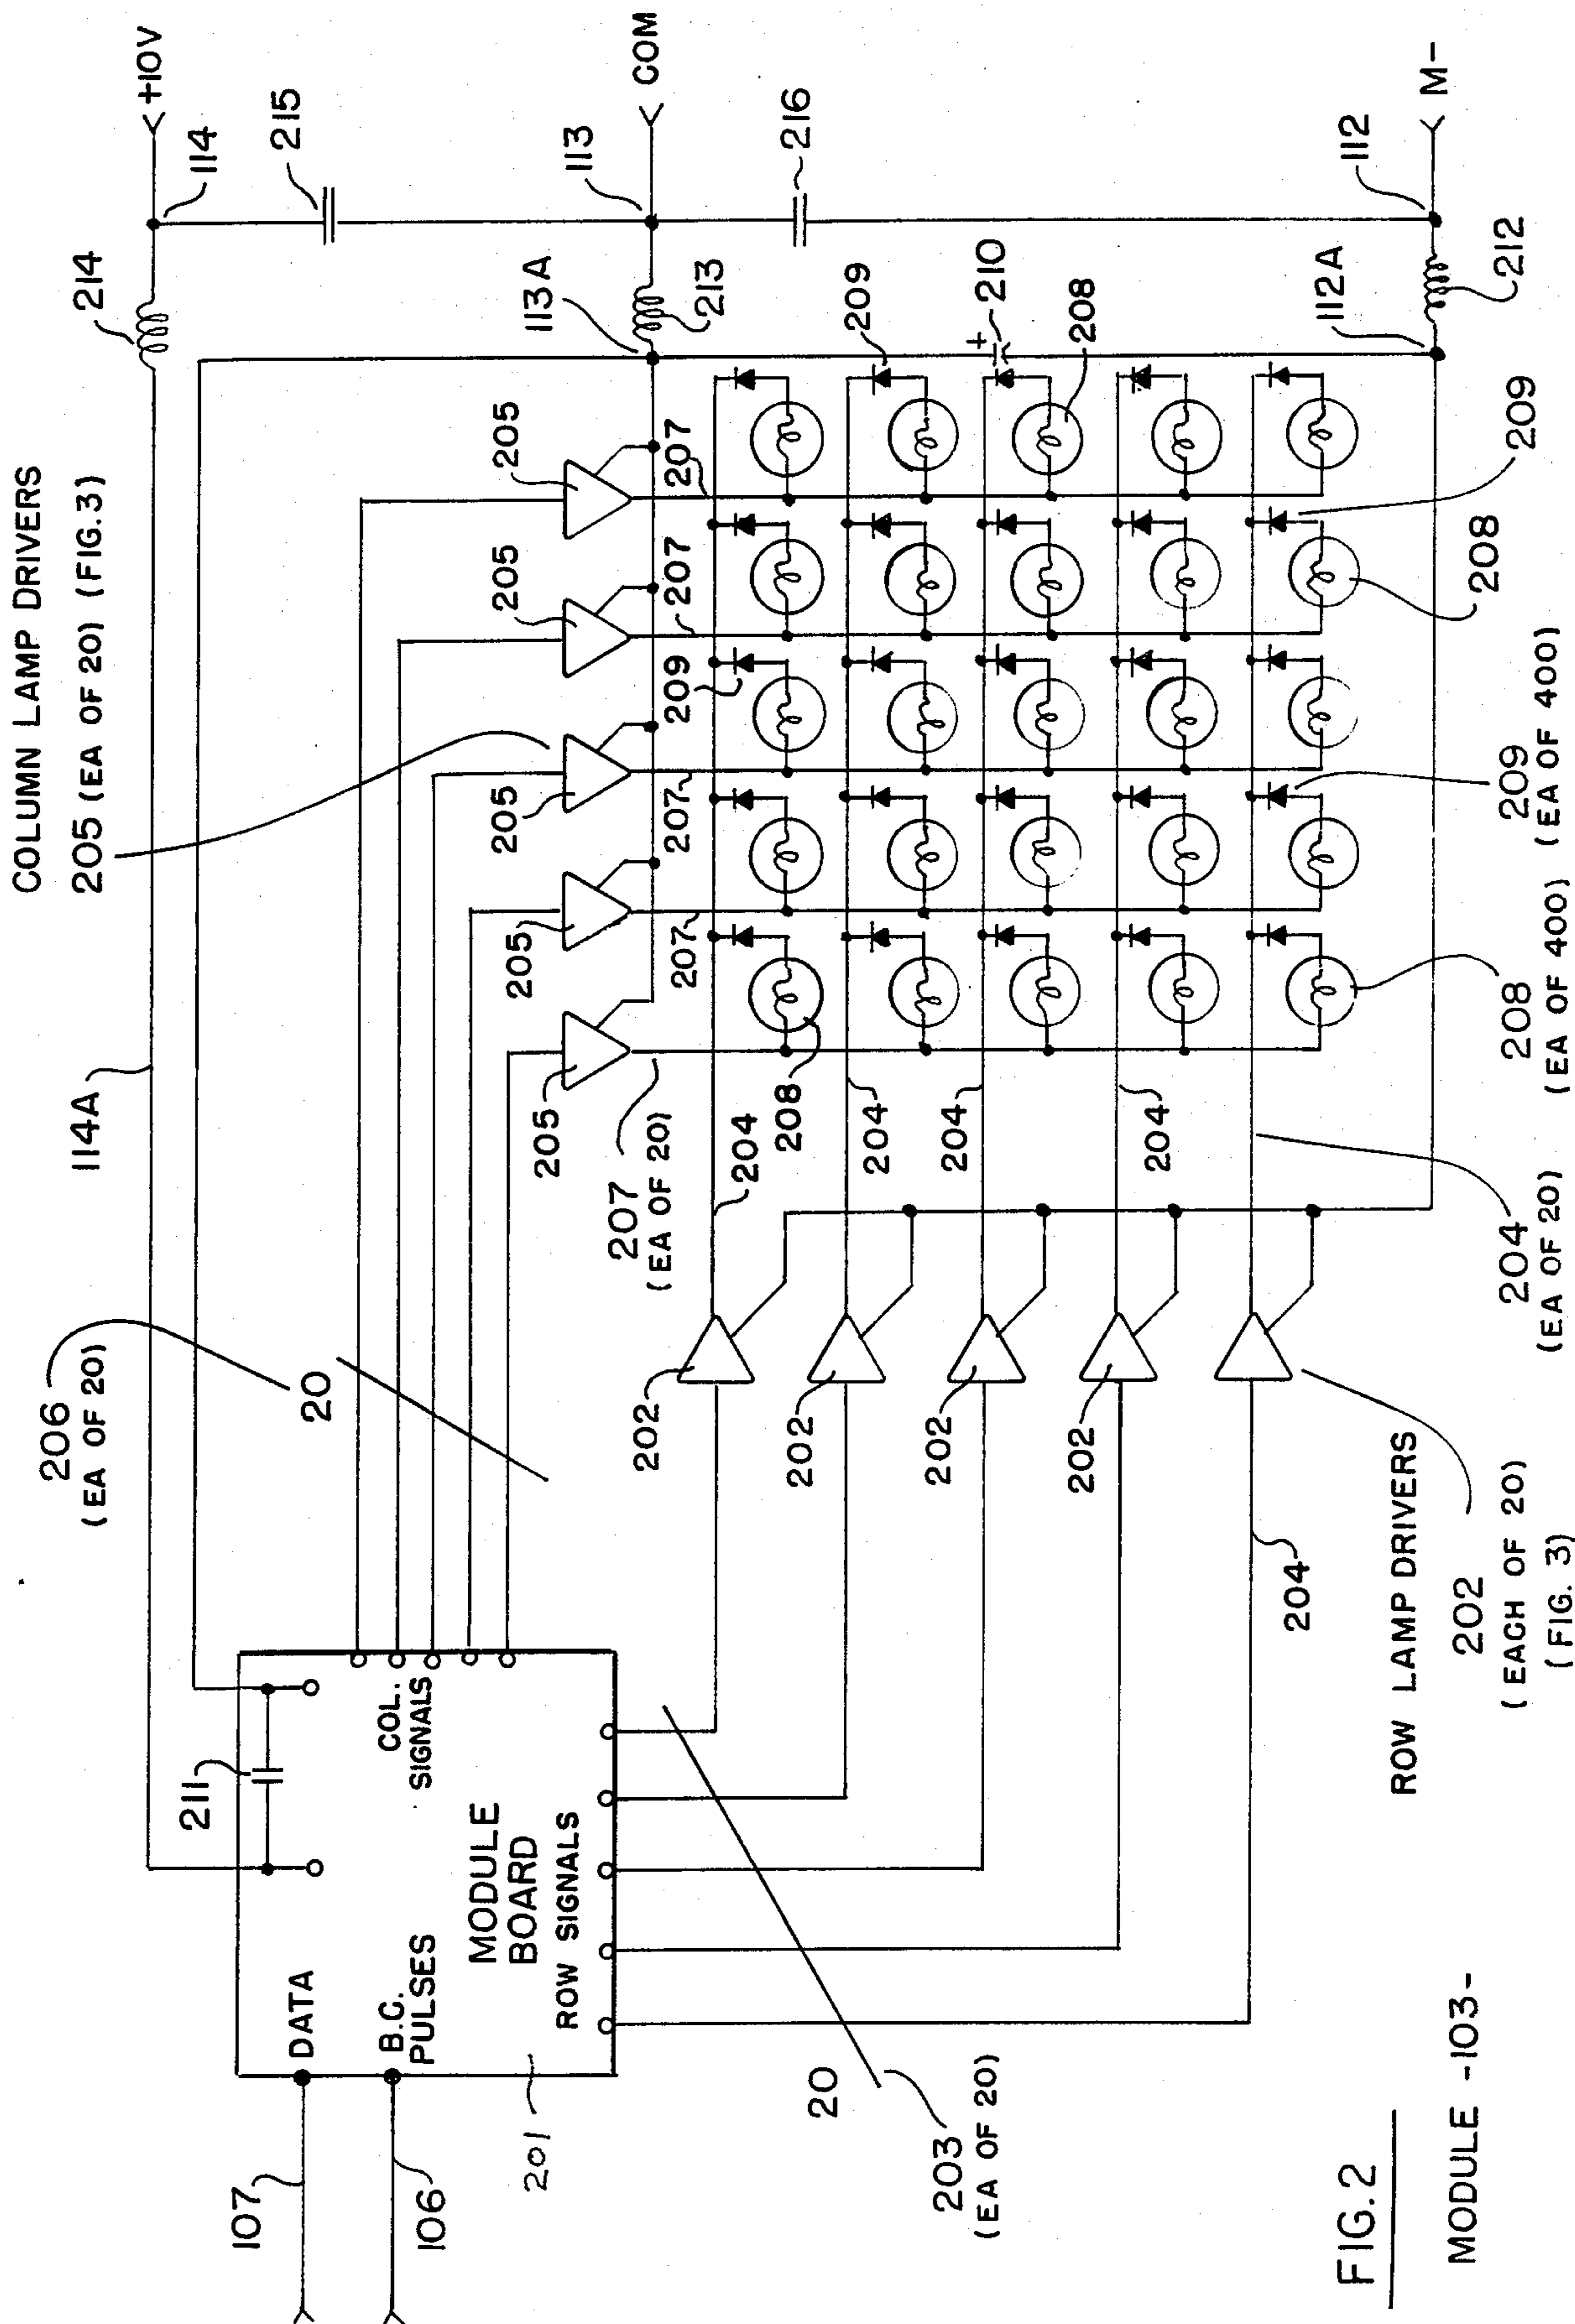 COLUMN LAMP DRIVERS
205 (EA OF 20) (FIG.3)
206
(EA OF 20)
20
114A
214
+10V
114
215
113
COM
216
113A
213
112
M-
112A
212
210
+
209
208
205
205
205
205
205
207
207
207
207
207
(EA OF 20)
209
208
204
204
204
204
204
(EA OF 20)
208
(EA OF 400)
209
(EA OF 400)
208
209
202
202
202
202
204
ROW LAMP DRIVERS
202
(EACH OF 20)
(FIG. 3)
107
106
DATA
B.C.
PULSES
211
COL.
SIGNALS
MODULE
BOARD
ROW SIGNALS
201
20
203
(EA OF 20)
FIG. 2
MODULE -103-